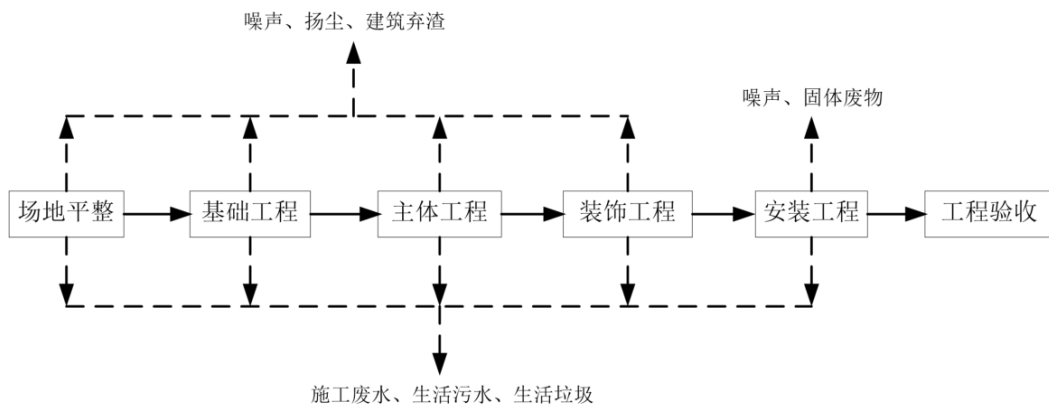 噪声、扬尘、建筑弃渣
噪声、固体废物
场地平整
基础工程
主体工程
装饰工程
安装工程
工程验收
施工废水、生活污水、生活垃圾